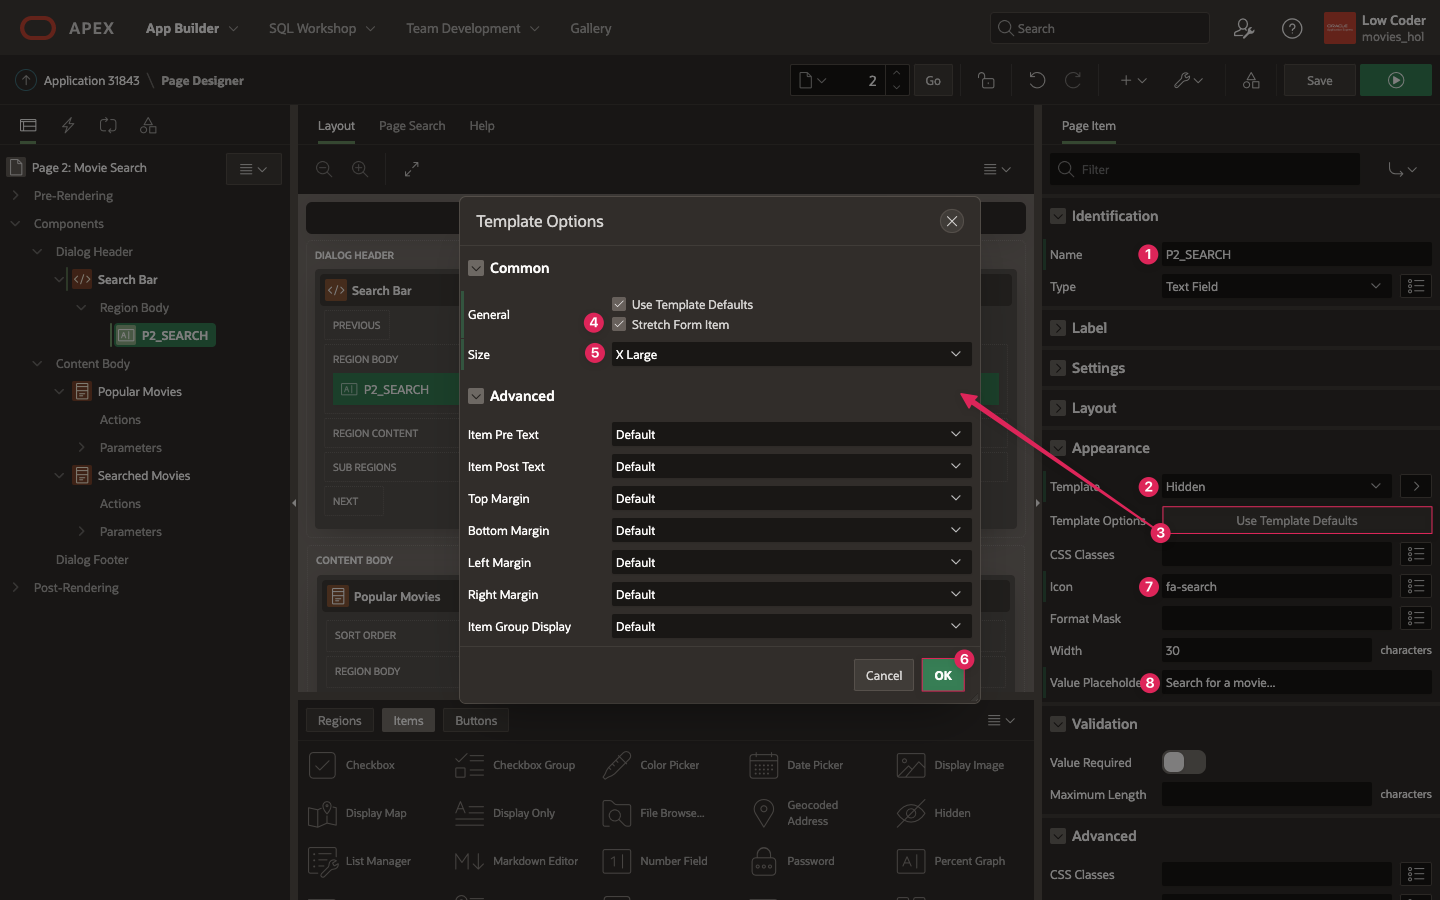 APEX
App Builder
SQL Workshop
Team Development
Gallery
Search
Low Coder
movies_hol
Application 31843 \ Page Designer
2
Go
Save
Page 2: Movie Search
Pre-Rendering
Components
Dialog Header
Search Bar
Region Body
P2_SEARCH
Content Body
Popular Movies
Actions
Parameters
Searched Movies
Actions
Parameters
Dialog Footer
Post-Rendering
Layout
Page Search
Help
DIALOG HEADER
Search Bar
PREVIOUS
REGION BODY
P2_SEARCH
REGION CONTENT
SUB REGIONS
NEXT
CONTENT BODY
Popular Movies
SORT ORDER
REGION BODY
Template Options
Common
General
Use Template Defaults
4 Stretch Form Item
Size 5 X Large
Advanced
Item Pre Text Default
Item Post Text Default
Top Margin Default
Bottom Margin Default
Left Margin Default
Right Margin Default
Item Group Display Default
Cancel
OK
6
Regions
Items
Buttons
Checkbox
Checkbox Group
Color Picker
Date Picker
Display Image
Display Map
Display Only
File Browse...
Geocoded
Address
Hidden
List Manager
Markdown Editor
Number Field
Password
Percent Graph
Page Item
Filter
Identification
Name 1 P2_SEARCH
Type Text Field
Label
Settings
Layout
Appearance
Template 2 Hidden
Template Options Use Template Defaults
3
CSS Classes
Icon 7 fa-search
Format Mask
Width 30 characters
Value Placeholde 8 Search for a movie...
Validation
Value Required
Maximum Length characters
Advanced
CSS Classes